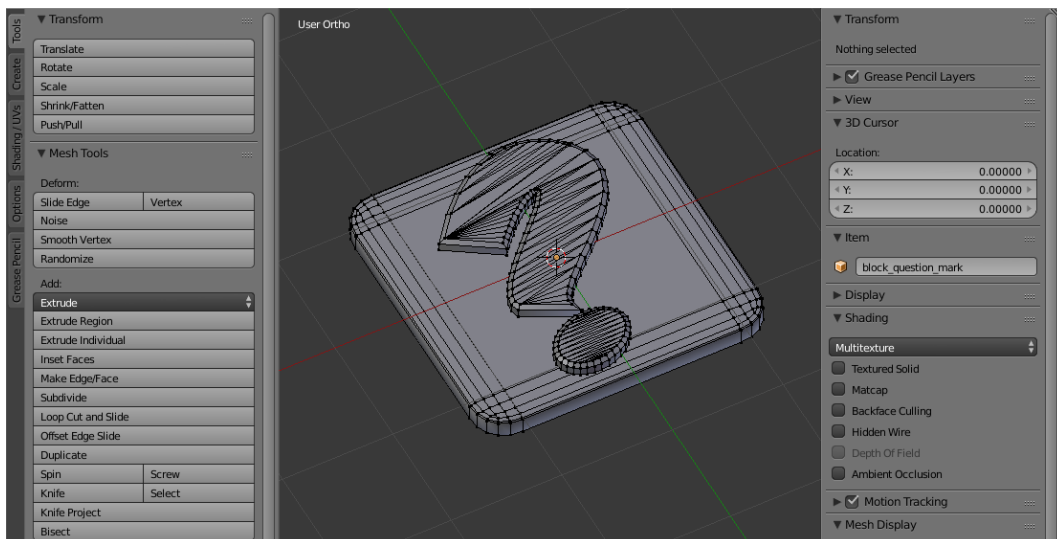 Tools
Create
Shading / UVs
Options
Grease Pencil
Transform
Translate
Rotate
Scale
Shrink/Fatten
Push/Pull
Mesh Tools
Deform:
Slide Edge Vertex
Noise
Smooth Vertex
Randomize
Add:
Extrude
Extrude Region
Extrude Individual
Inset Faces
Make Edge/Face
Subdivide
Loop Cut and Slide
Offset Edge Slide
Duplicate
Spin Screw
Knife Select
Knife Project
Bisect
User Ortho
Transform
Nothing selected
Grease Pencil Layers
View
3D Cursor
Location:
X: 0.00000
Y: 0.00000
Z: 0.00000
Item
block_question_mark
Display
Shading
Multitexture
Textured Solid
Matcap
Backface Culling
Hidden Wire
Depth Of Field
Ambient Occlusion
Motion Tracking
Mesh Display